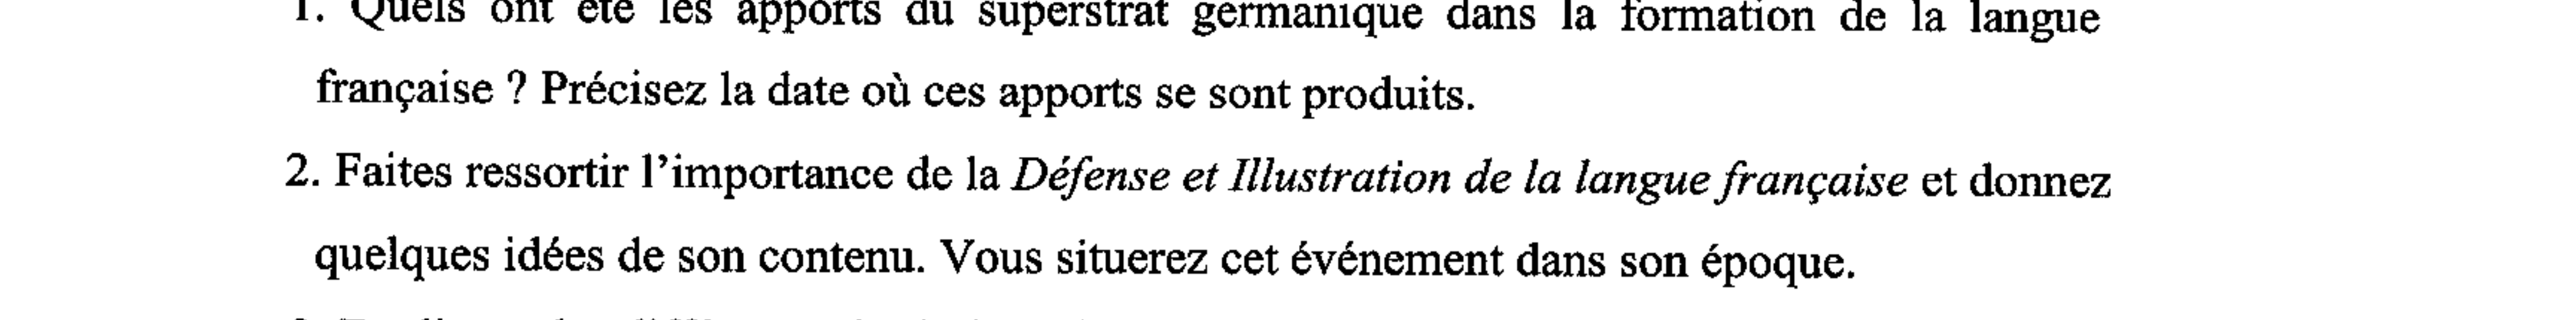 1. Quels ont été les apports du superstrat germanique dans la formation de la langue
française ? Précisez la date où ces apports se sont produits.
2. Faites ressortir l’importance de la Défense et Illustration de la langue française et donnez
quelques idées de son contenu. Vous situerez cet événement dans son époque.